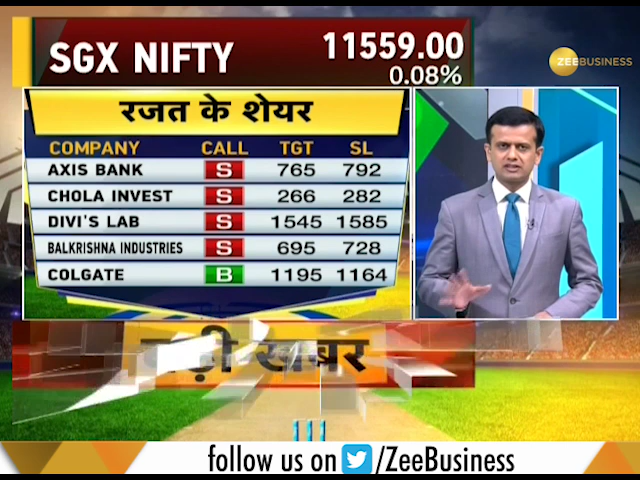 SGX NIFTY 11559.00
0.08%
ZEEBUSINESS
रजत के शेयर
COMPANY CALL TGT SL
AXIS BANK S 765 792
CHOLA INVEST S 266 282
DIVI'S LAB S 1545 1585
BALKRISHNA INDUSTRIES S 695 728
COLGATE B 1195 1164
खबर
follow us on /ZeeBusiness